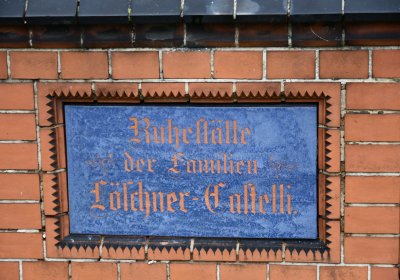 Ruhestätte
der Familien
Löschner-Castelli.